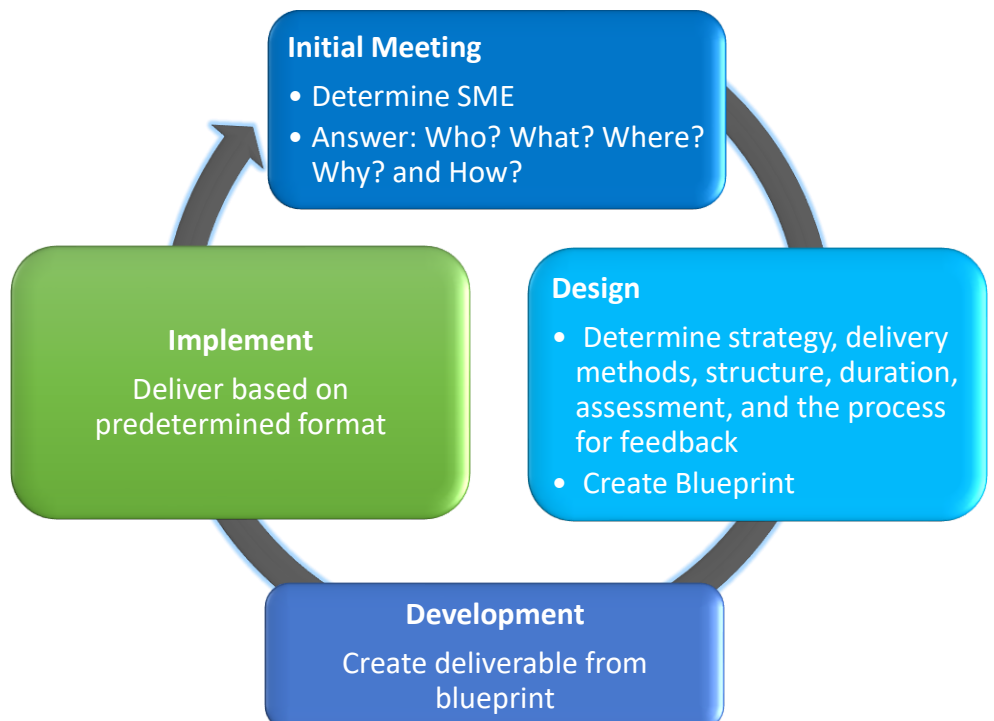 Initial Meeting
• Determine SME
• Answer: Who? What? Where?
Why? and How?
Design
• Determine strategy, delivery
methods, structure, duration,
assessment, and the process
for feedback
• Create Blueprint
Development
Create deliverable from
blueprint
Implement
Deliver based on
predetermined format